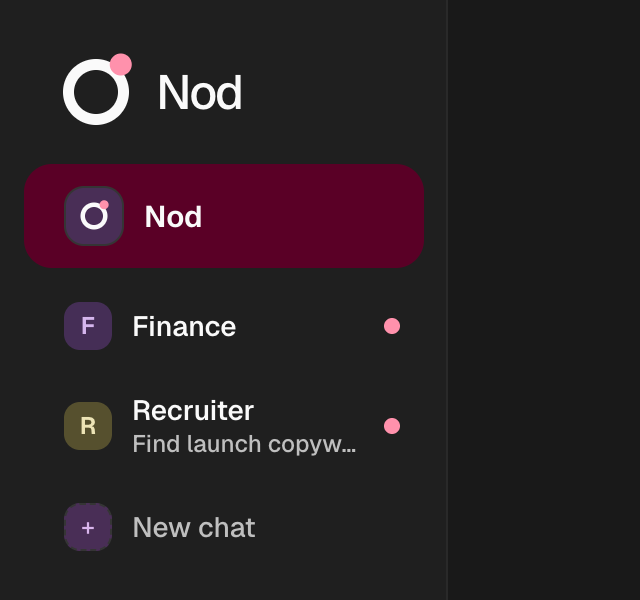 Nod
Nod
F
Finance
R
Recruiter
Find launch copyw...
+
New chat